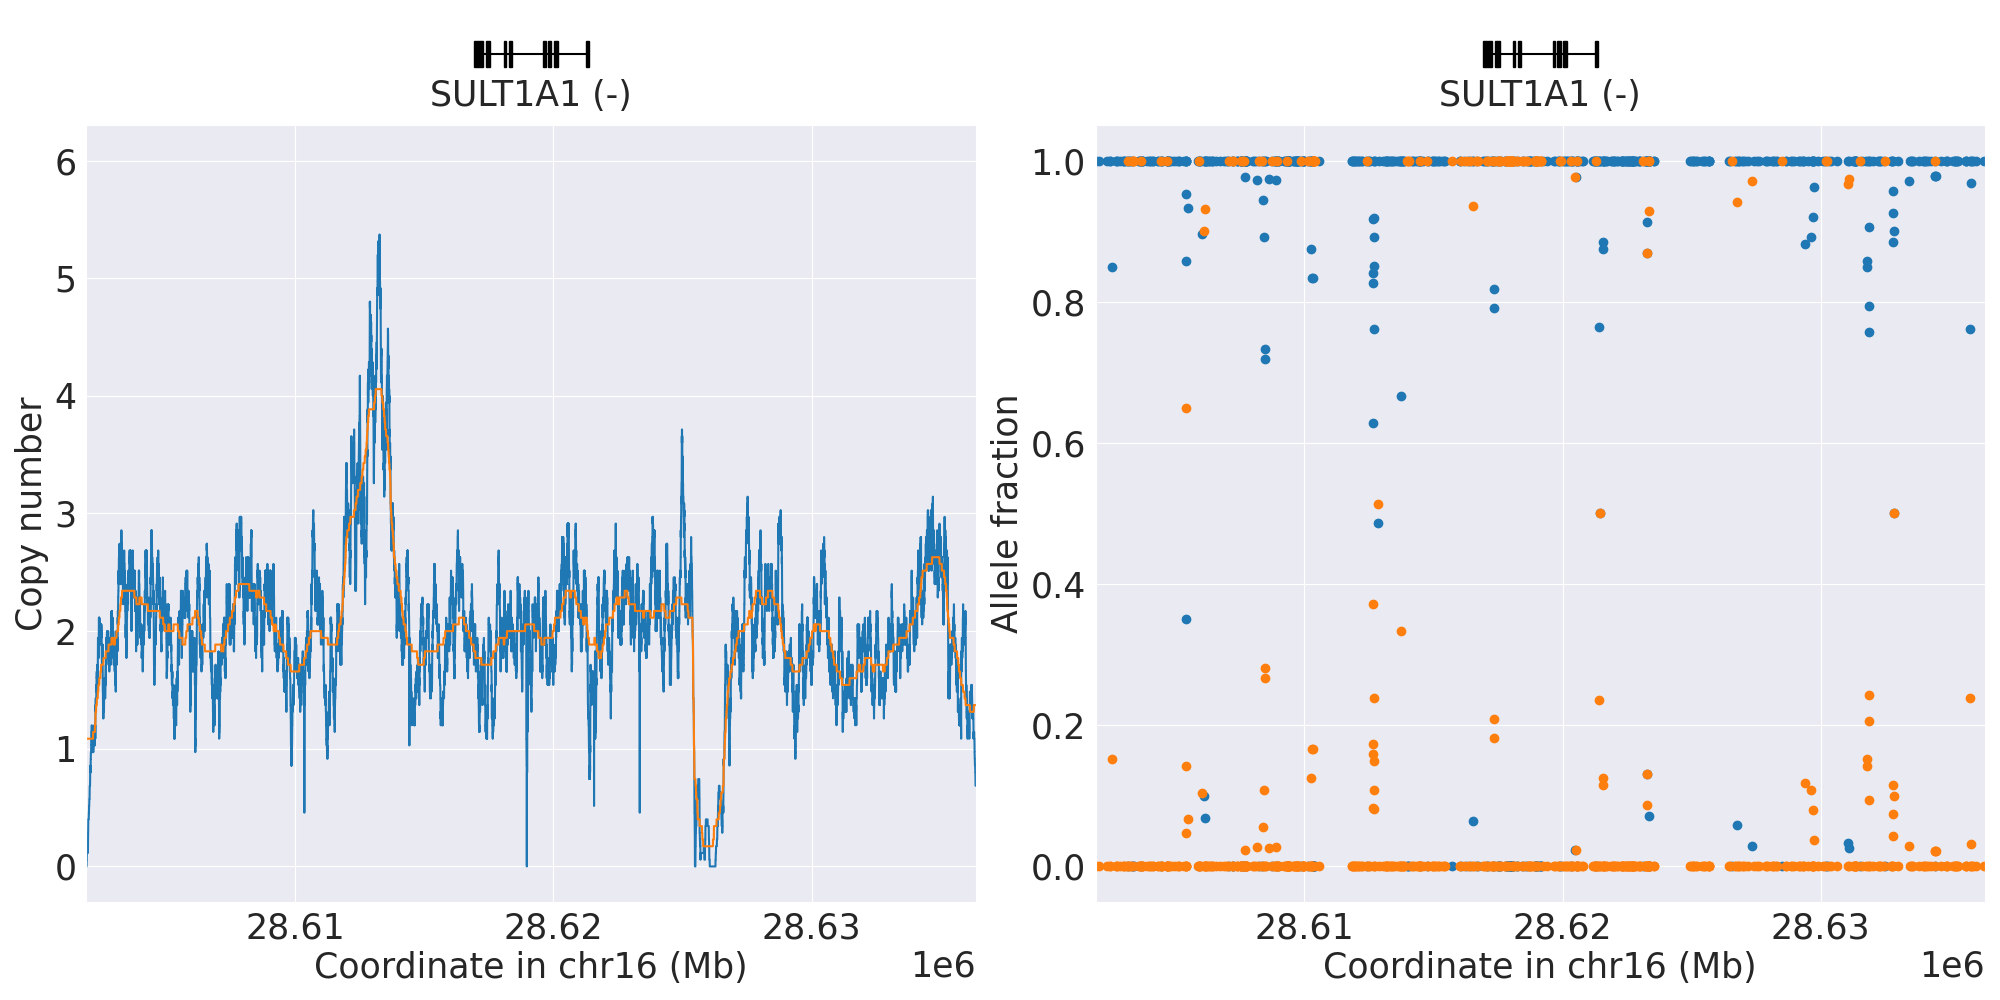 SULT1A1 (-)
6
5
4
3
2
1
0
Copy number
28.61
28.62
28.63
Coordinate in chr16 (Mb)
1e6
SULT1A1 (-)
1.0
0.8
0.6
0.4
0.2
0.0
Allele fraction
28.61
28.62
28.63
Coordinate in chr16 (Mb)
1e6